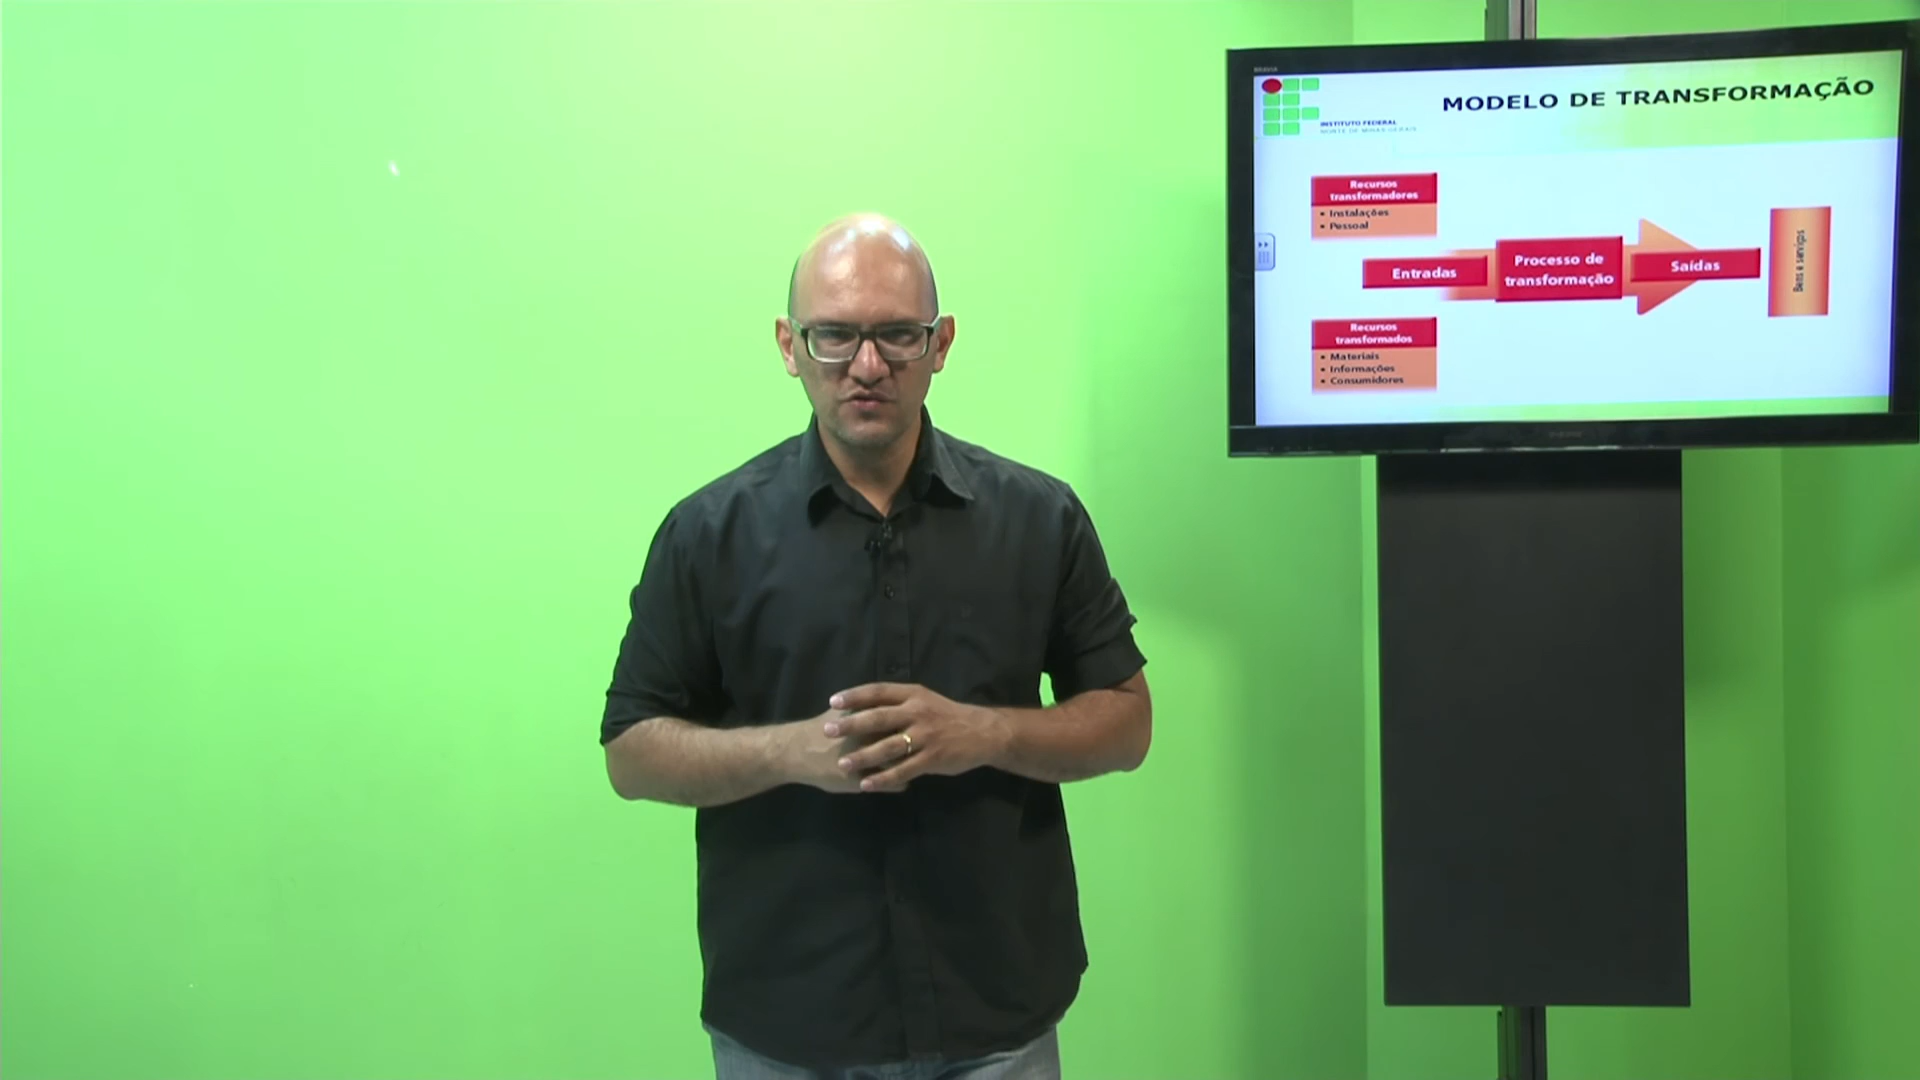 MODELO DE TRANSFORMAÇÃO
INSTITUTO FEDERAL
NORTE DE MINAS GERAIS
Recursos
transformadores
• Instalações
• Pessoal
Entradas
Processo de
transformação
Saídas
Bens e serviços
Recursos
transformados
• Materiais
• Informações
• Consumidores